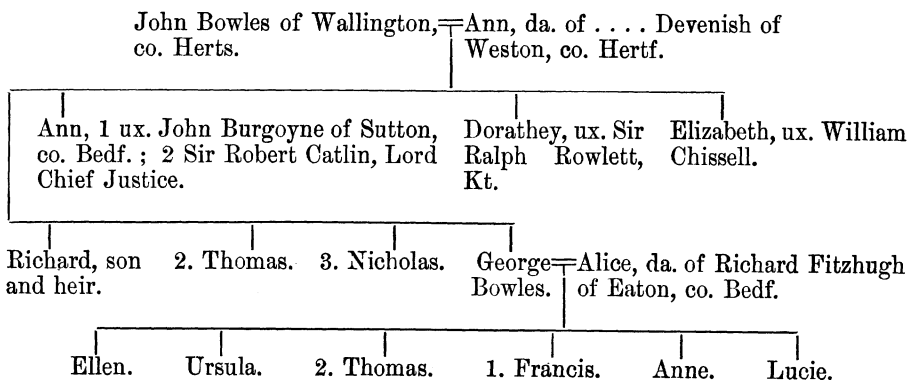 John Bowles of Wallington, Ann, da. of . . . . Devenish of
co. Herts. Weston, co. Hertf.
Ann, 1 ux. John Burgoyne of Sutton,
co. Bedf. ; 2 Sir Robert Catlin, Lord
Chief Justice.
Dorathey, ux. Sir
Ralph Rowlett,
Kt.
Elizabeth, ux. William
Chissell.
Richard, son
and heir.
2. Thomas.
3. Nicholas.
George
Bowles.
Alice, da. of Richard Fitzhugh
of Eaton, co. Bedf.
Ellen. Ursula. 2. Thomas. 1. Francis. Anne. Lucie.